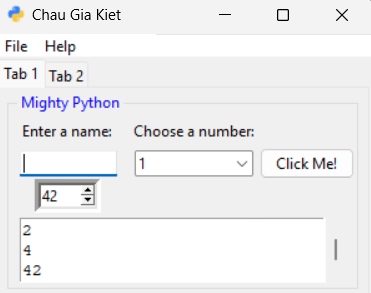 Chau Gia Kiet
File Help
Tab 1 Tab 2
Mighty Python
Enter a name: Choose a number:
1 Click Me!
42
2
4
42